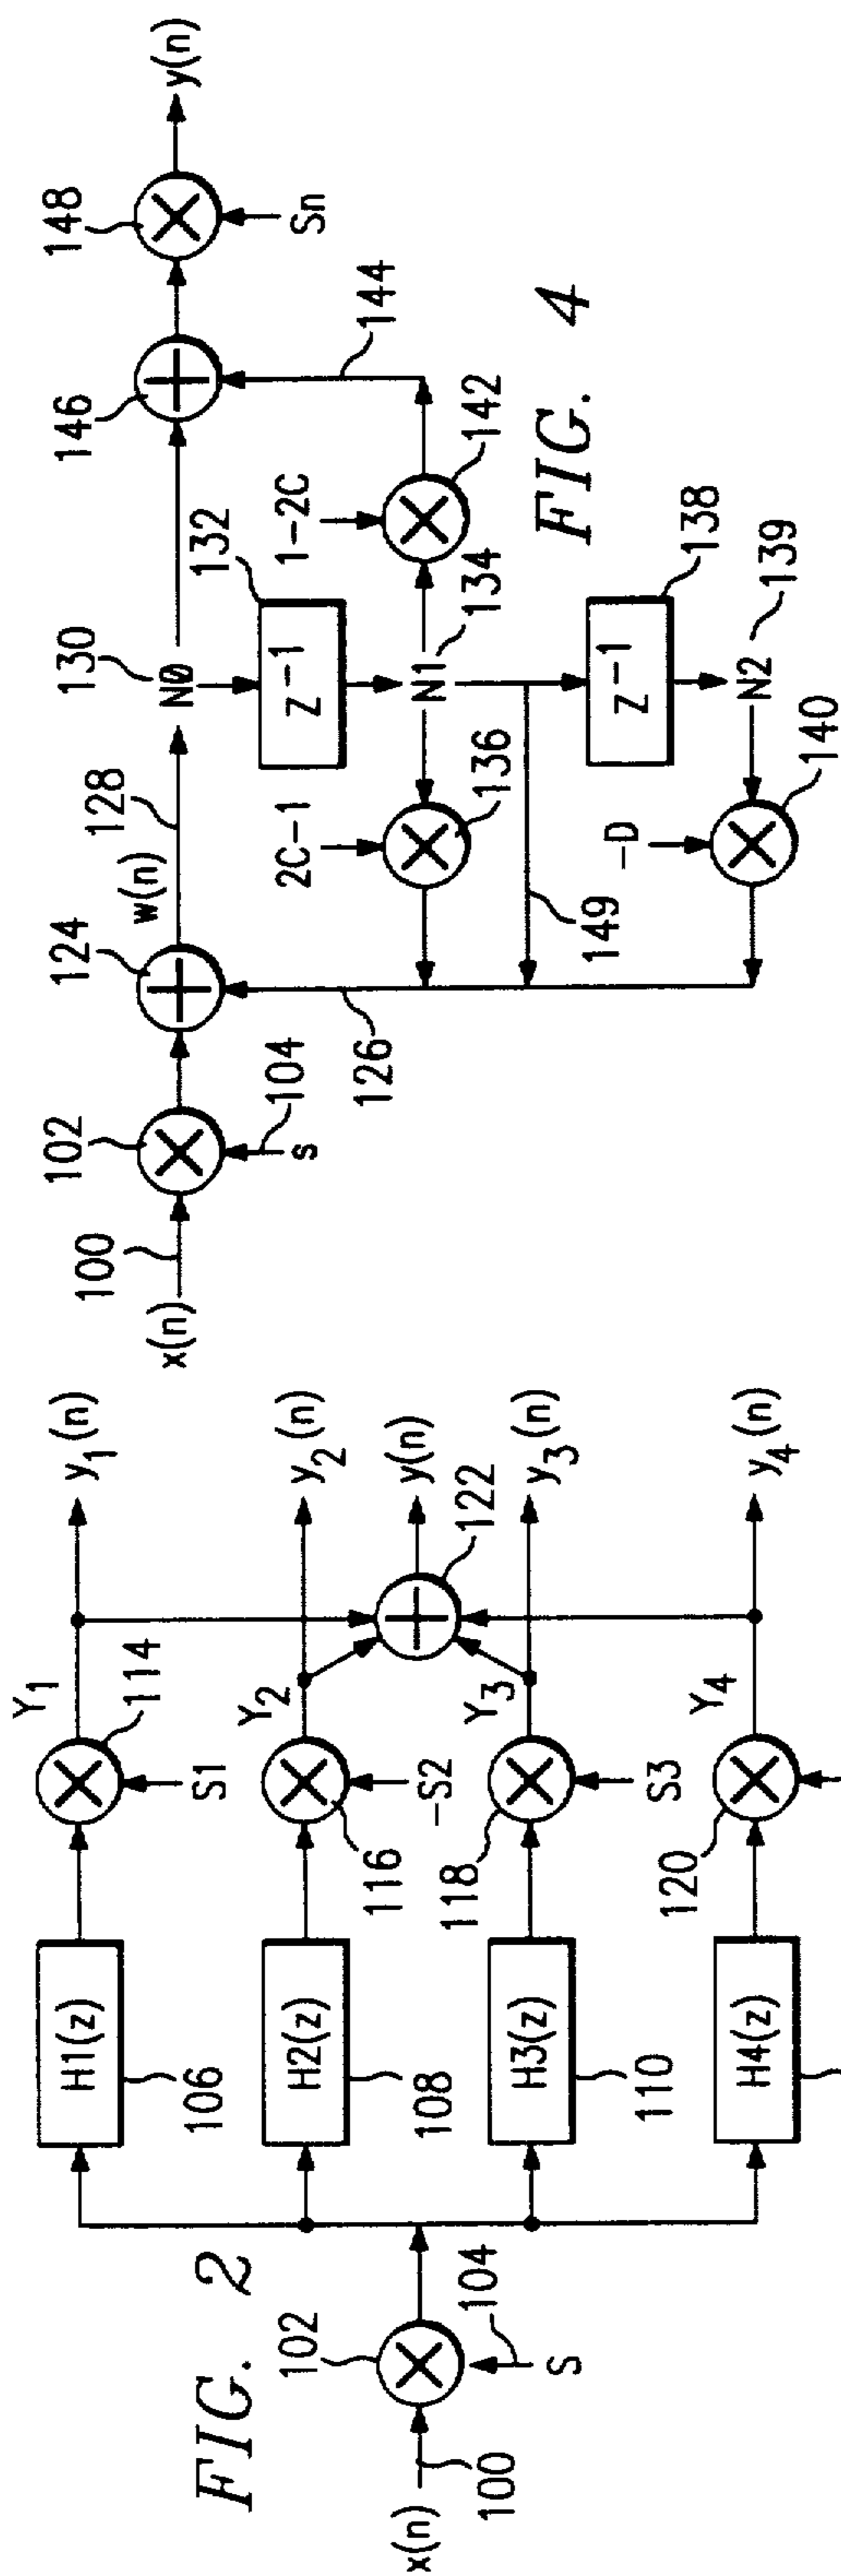 FIG. 2
x(n)
100
102
S
104
H1(z)
106
H2(z)
108
H3(z)
110
H4(z)
114
S1
Y1
y1(n)
116
-S2
Y2
y2(n)
y(n)
122
118
S3
Y3
y3(n)
120
Y4
y4(n)
FIG. 4
x(n)
100
102
s
104
124
126
w(n)
128
130
N0
132
z-1
2C-1
136
N1
134
1-2C
142
144
149
z-1
138
N2
139
-D
140
146
148
Sn
y(n)